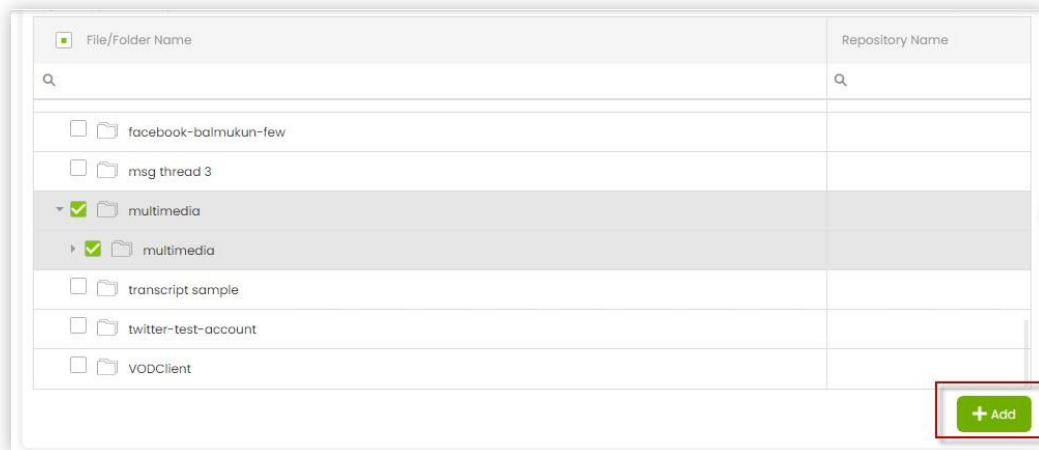 File/Folder Name Repository Name
facebook-balmukun-few
msg thread 3
multimedia
multimedia
transcript sample
twitter-test-account
VODClient
+ Add